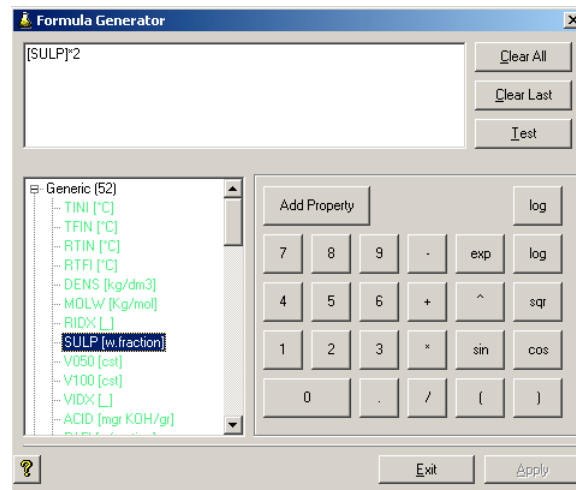 Formula Generator
[SULP]*2
Clear All
Clear Last
Test
Generic (52)
TINI [°C]
TFIN [°C]
RTIN [°C]
RTFI [°C]
DENS [kg/dm3]
MOLW [Kg/mol]
RIDX [_]
SULP [w.fraction]
V050 [cst]
V100 [cst]
VIDX [_]
ACID [mgr KOH/gr]
Add Property
log
7 8 9 - exp log
4 5 6 + ^ sqr
1 2 3 * sin cos
0 . / ( )
?
Exit
Apply